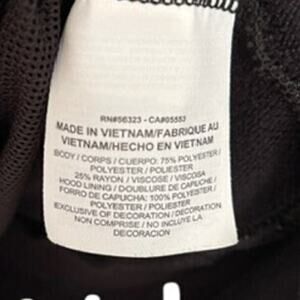 RN#56323 - CA#05553
MADE IN VIETNAM/FABRIQUE AU
VIETNAM/HECHO EN VIETNAM
BODY / CORPS / CUERPO: 75% POLYESTER /
POLYESTER / POLIESTER
25% RAYON / VISCOSE / VISCOSA
HOOD LINING / DOUBLURE DE CAPUCHE /
FORRO DE CAPUCHA: 100% POLYESTER /
POLYESTER / POLIESTER
EXCLUSIVE OF DECORATION / DECORATION
NON COMPRISE / NO INCLUYE LA
DECORACION